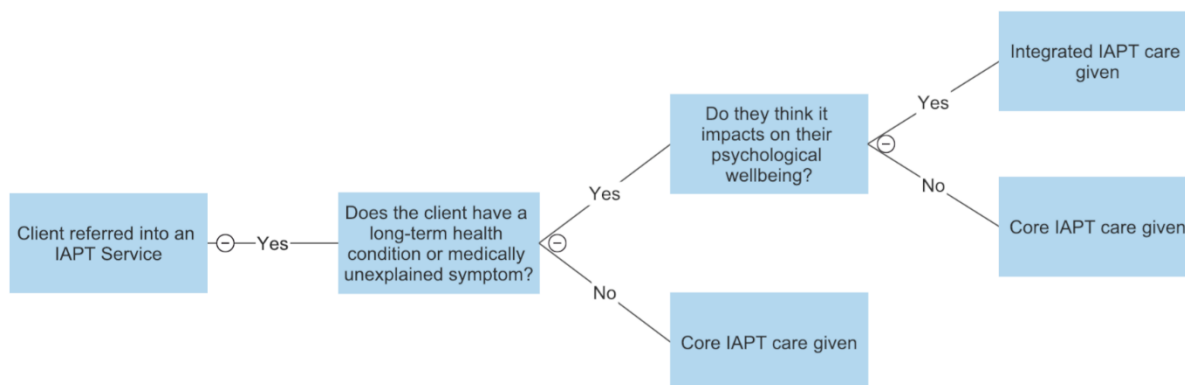 Client referred into an
IAPT Service
Yes
Does the client have a
long-term health
condition or medically
unexplained symptom?
Yes
No
Do they think it
impacts on their
psychological
wellbeing?
Core IAPT care given
Yes
No
Integrated IAPT care
given
Core IAPT care given